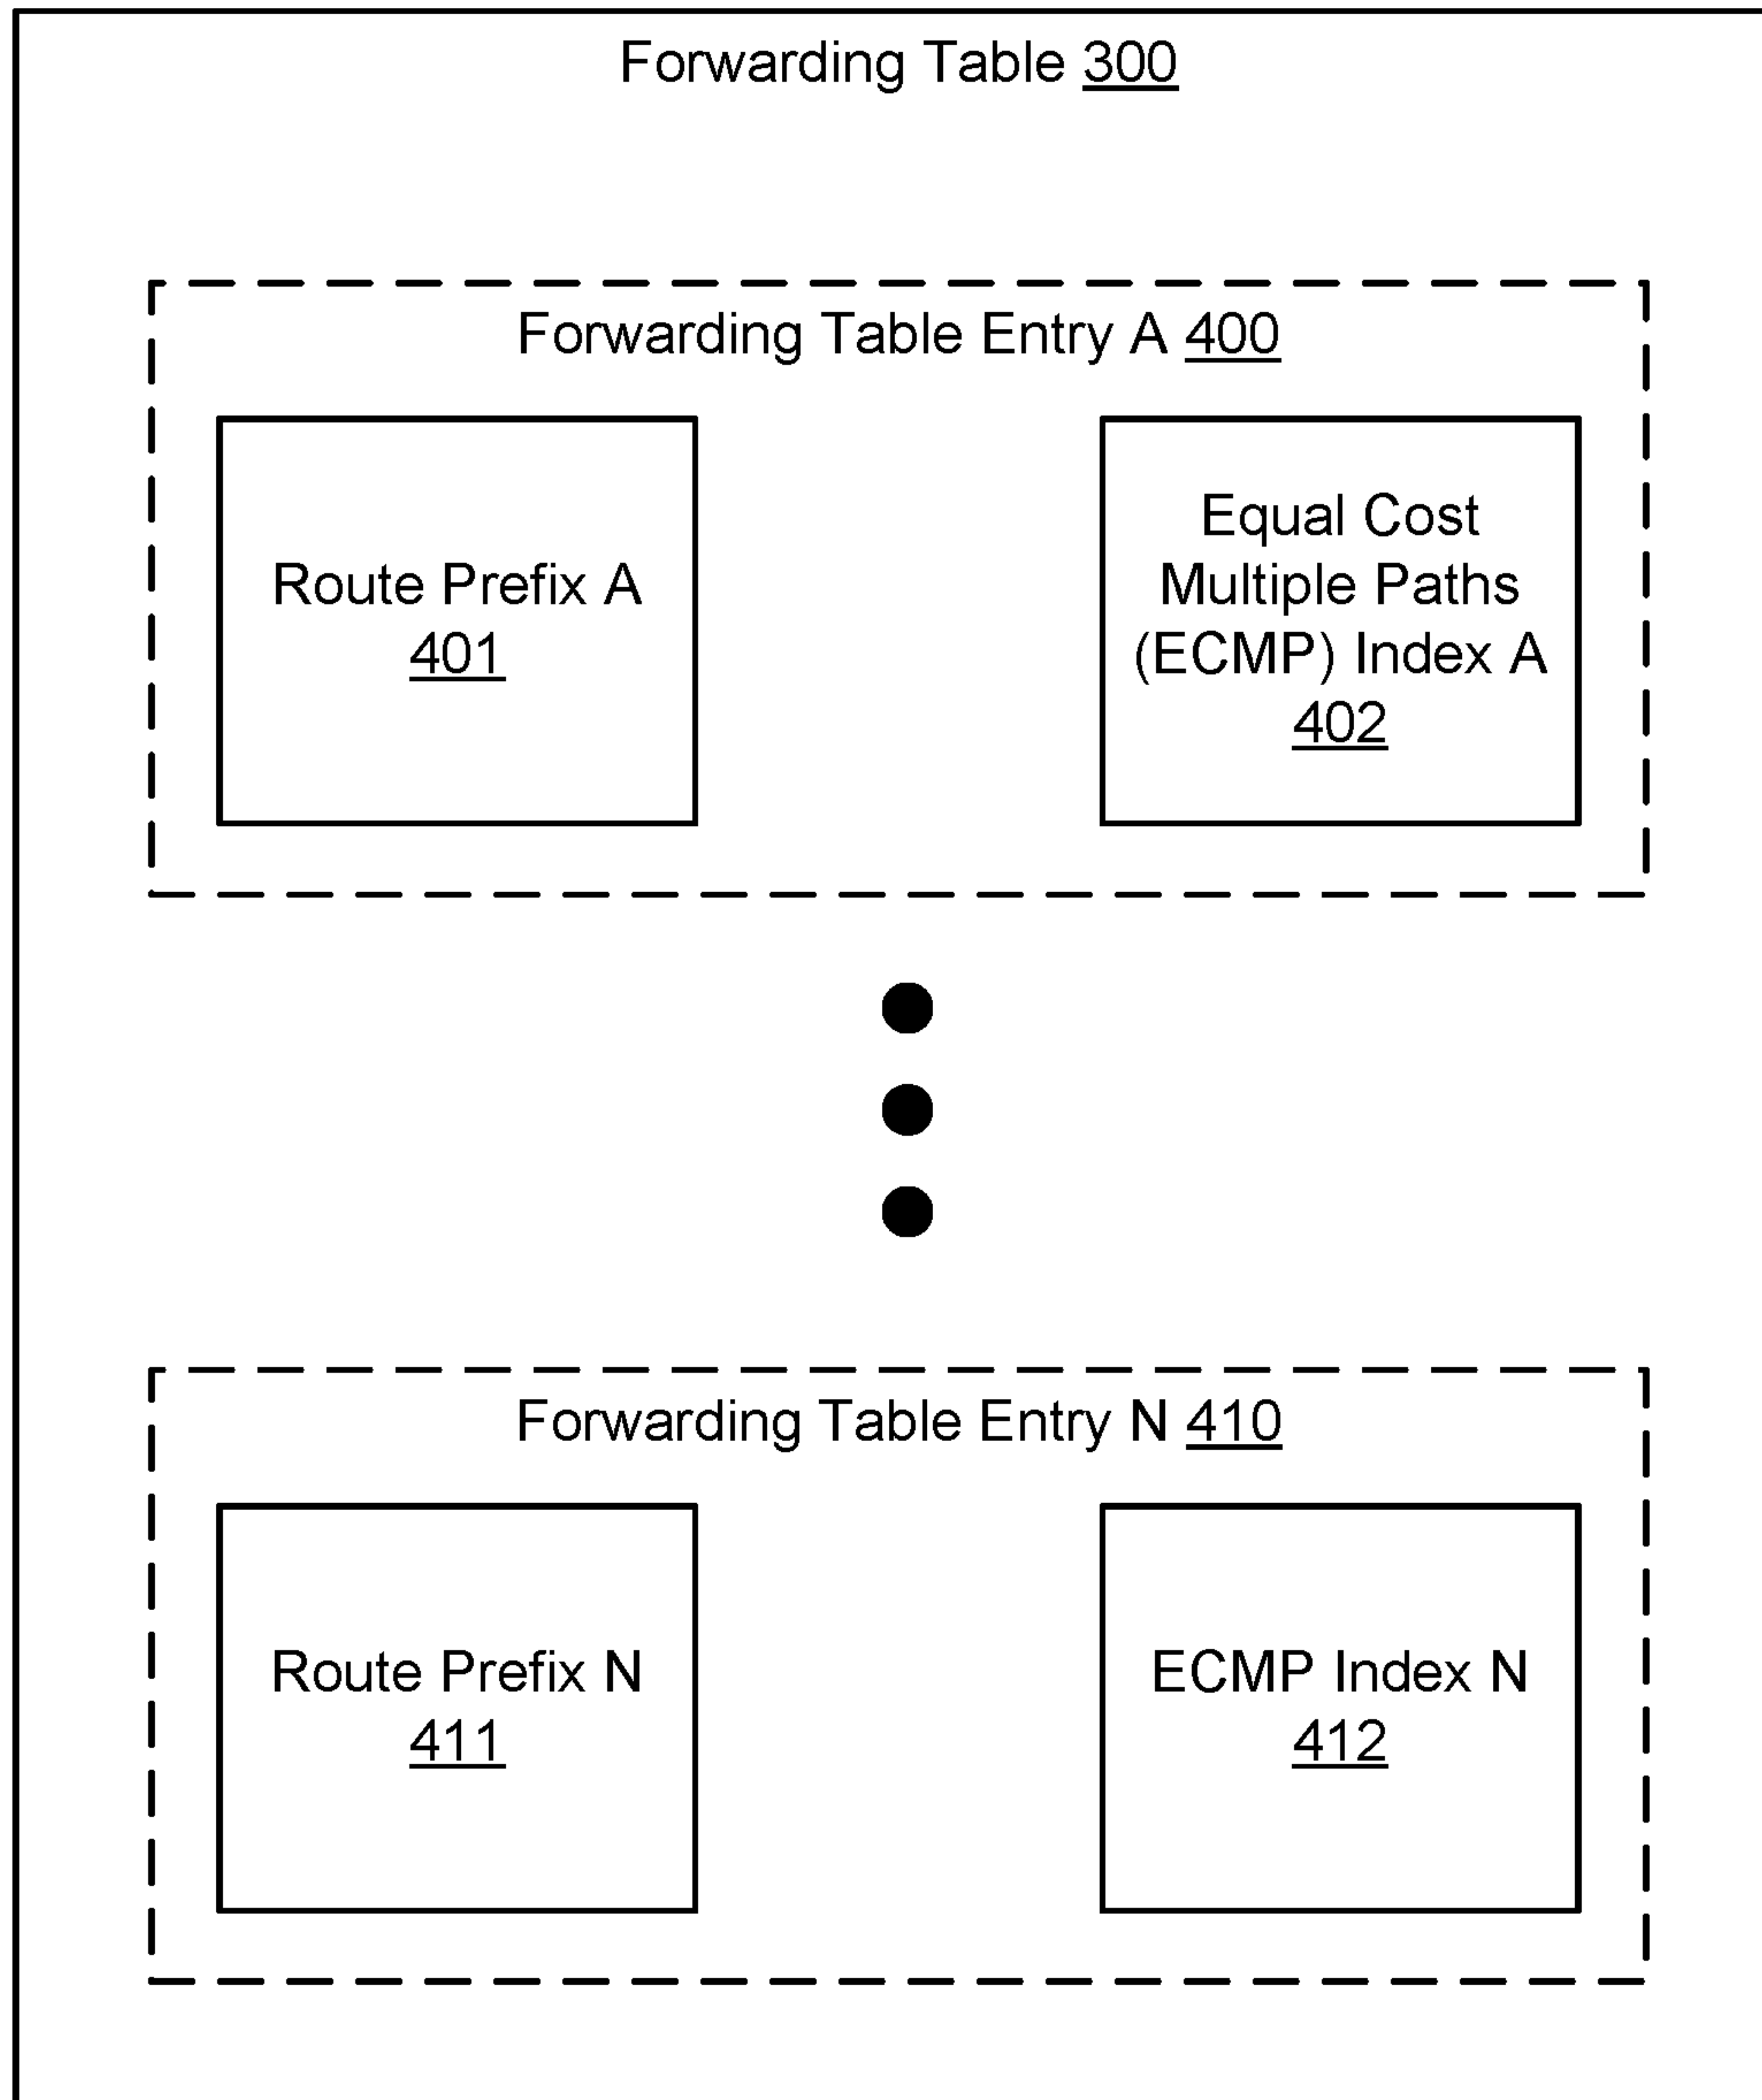 Forwarding Table 300
Forwarding Table Entry A 400
Route Prefix A
401
Equal Cost
Multiple Paths
(ECMP) Index A
402
Forwarding Table Entry N 410
Route Prefix N
411
ECMP Index N
412